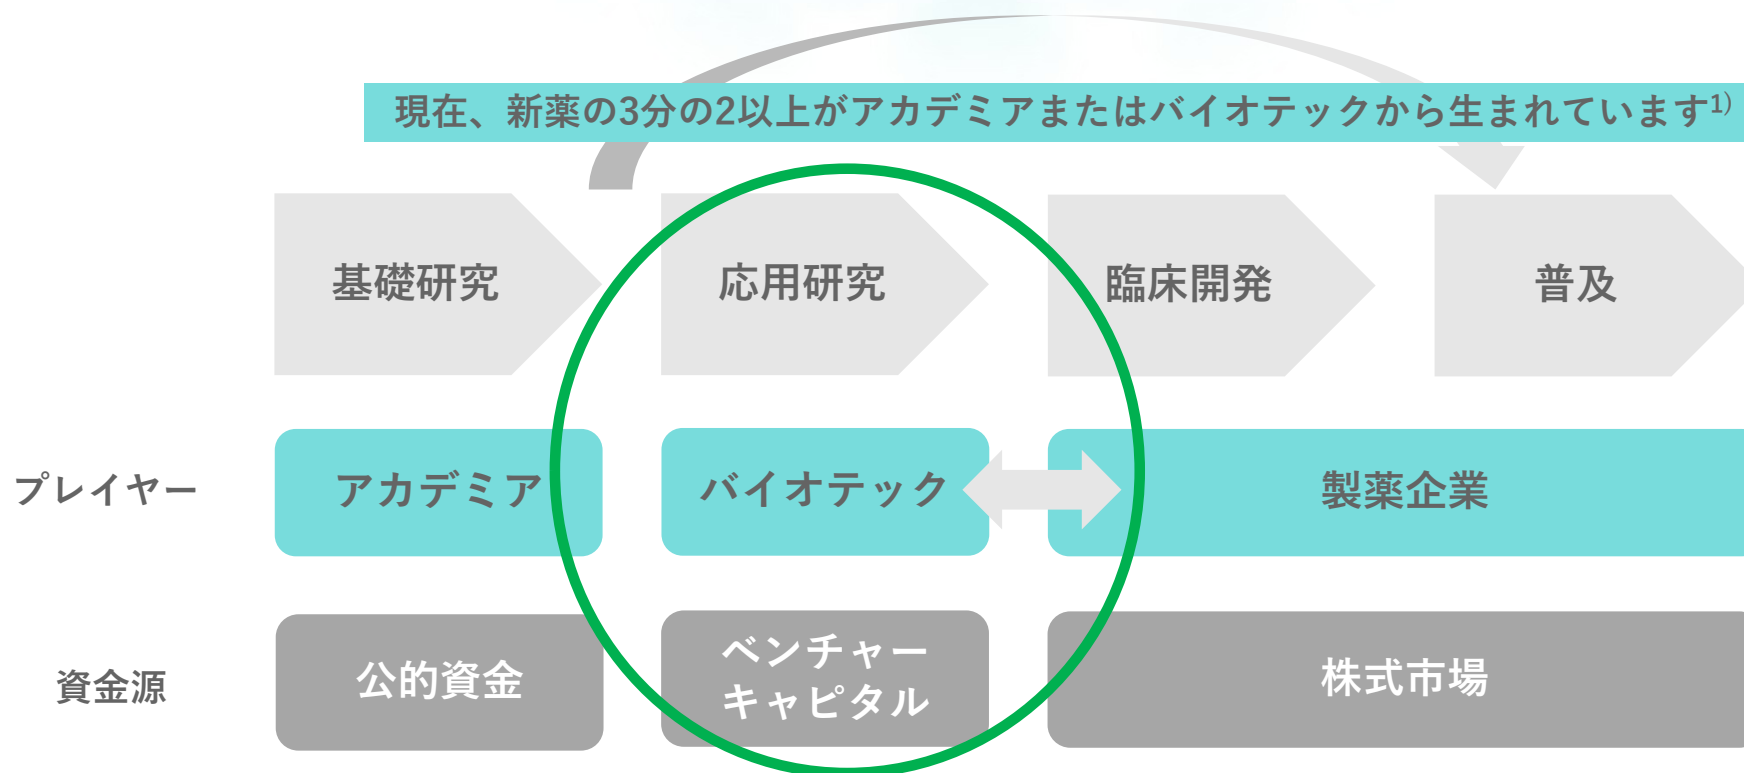 現在、新薬の3分の2以上がアカデミアまたはバイオテックから生まれています1)
基礎研究
応用研究
臨床開発
普及
プレイヤー
アカデミア
バイオテック
製薬企業
資金源
公的資金
ベンチャー
キャピタル
株式市場